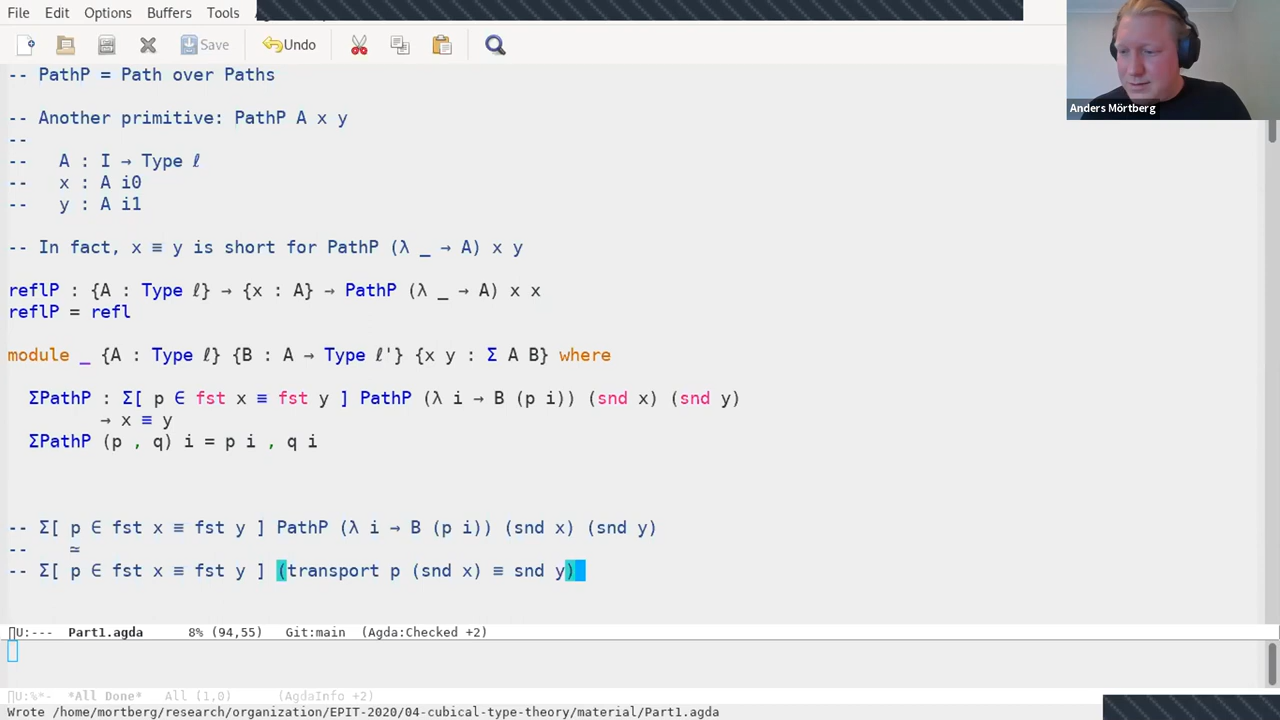 File Edit Options Buffers Tools
Save Undo
Anders Mörtberg
-- PathP = Path over Paths
-- Another primitive: PathP A x y
--
-- A : I → Type ℓ
-- x : A i0
-- y : A i1
-- In fact, x ≡ y is short for PathP (λ _ → A) x y
reflP : {A : Type ℓ} → {x : A} → PathP (λ _ → A) x x
reflP = refl
module _ {A : Type ℓ} {B : A → Type ℓ'} {x y : Σ A B} where
ΣPathP : Σ[ p ∈ fst x ≡ fst y ] PathP (λ i → B (p i)) (snd x) (snd y)
→ x ≡ y
ΣPathP (p , q) i = p i , q i
-- Σ[ p ∈ fst x ≡ fst y ] PathP (λ i → B (p i)) (snd x) (snd y)
-- ≃
-- Σ[ p ∈ fst x ≡ fst y ] (transport p (snd x) ≡ snd y)
U:--- Part1.agda 8% (94,55) Git:main (Agda:Checked +2)
U:%*- *All Done* All (1,0) (AgdaInfo +2)
Wrote /home/mortberg/research/organization/EPIT-2020/04-cubical-type-theory/material/Part1.agda